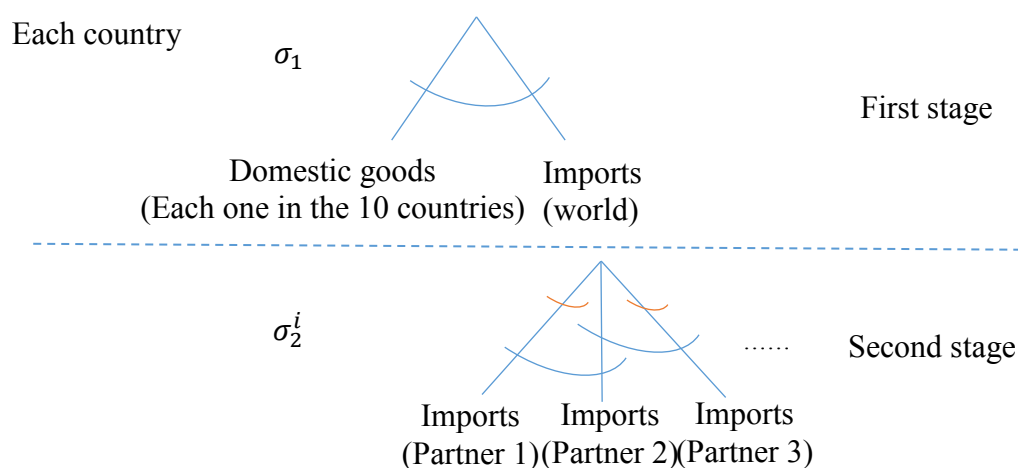 Each country
σ₁
First stage
Domestic goods
(Each one in the 10 countries)
Imports
(world)
σ₂ⁱ
......
Second stage
Imports
(Partner 1)
Imports
(Partner 2)
Imports
(Partner 3)